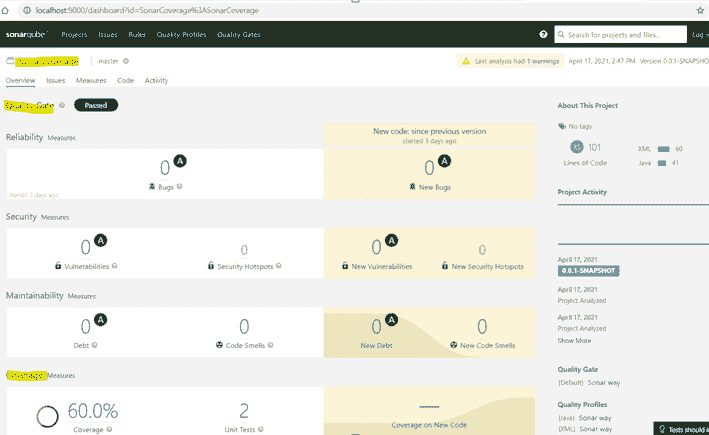 localhost:9000/dashboard?id=SonarCoverage%3ASonarCoverage
sonarqube Projects Issues Rules Quality Profiles Quality Gates Search for projects and files... Log
master Last analysis had 1 warnings April 17, 2021, 2:47 PM Version 0.0.1-SNAPSHOT
Overview Issues Measures Code Activity
Quality Gate Passed
About This Project
No tags
XS 101 XML 60
Lines of Code Java 41
New code: since previous version
started 3 days ago
Reliability Measures
0 A 0 A
Bugs New Bugs
started 3 days ago
Project Activity
Security Measures
0 A 0 0 A 0
Vulnerabilities Security Hotspots New Vulnerabilities New Security Hotspots
April 17, 2021
0.0.1-SNAPSHOT
April 17, 2021
Project Analyzed
April 17, 2021
Project Analyzed
Show More
Maintainability Measures
0 A 0 0 A 0
Debt Code Smells New Debt New Code Smells
Quality Gate
(Default) Sonar way
Coverage Measures
60.0% 2 —
Coverage Unit Tests Coverage on New Code
Quality Profiles
(Java) Sonar way
(XML) Sonar way
Tests should in